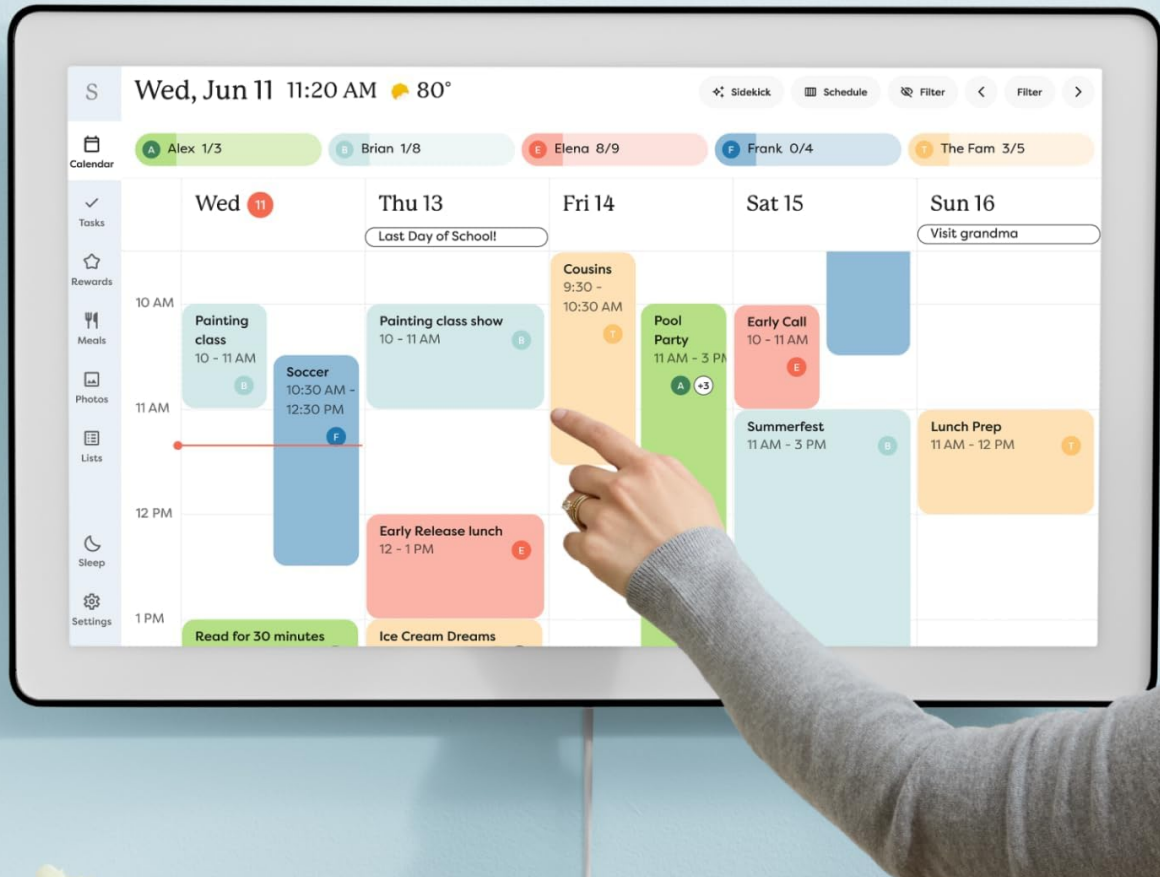 S
Wed, Jun 11 11:20 AM 80°
Sidekick
Schedule
Filter
Filter
Calendar
Tasks
Rewards
Meals
Photos
Lists
Sleep
Settings
A Alex 1/3
B Brian 1/8
E Elena 8/9
F Frank 0/4
T The Fam 3/5
Wed 11
Thu 13
Fri 14
Sat 15
Sun 16
Last Day of School!
Visit grandma
10 AM
11 AM
12 PM
1 PM
Painting
class
10 - 11 AM
B
Soccer
10:30 AM -
12:30 PM
F
Read for 30 minutes
Painting class show
10 - 11 AM
B
Early Release lunch
12 - 1 PM
E
Ice Cream Dreams
Cousins
9:30 -
10:30 AM
T
Pool
Party
11 AM - 3 PM
A +3
Early Call
10 - 11 AM
E
Summerfest
11 AM - 3 PM
B
Lunch Prep
11 AM - 12 PM
T